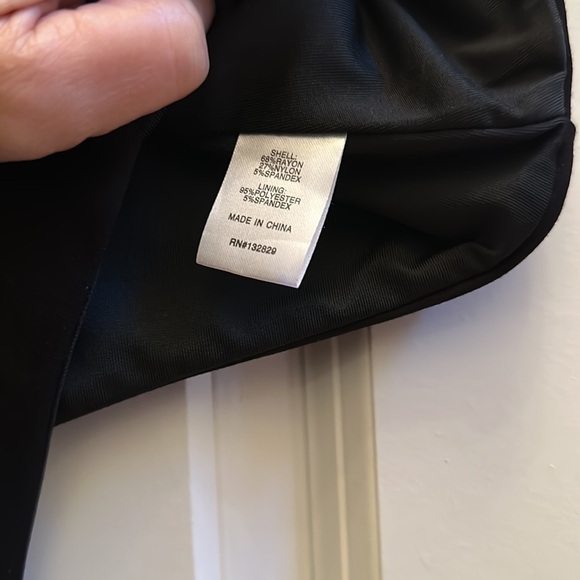 SHELL:
68%RAYON
27%NYLON
5%SPANDEX
LINING:
95%POLYESTER
5%SPANDEX
MADE IN CHINA
RN#132829